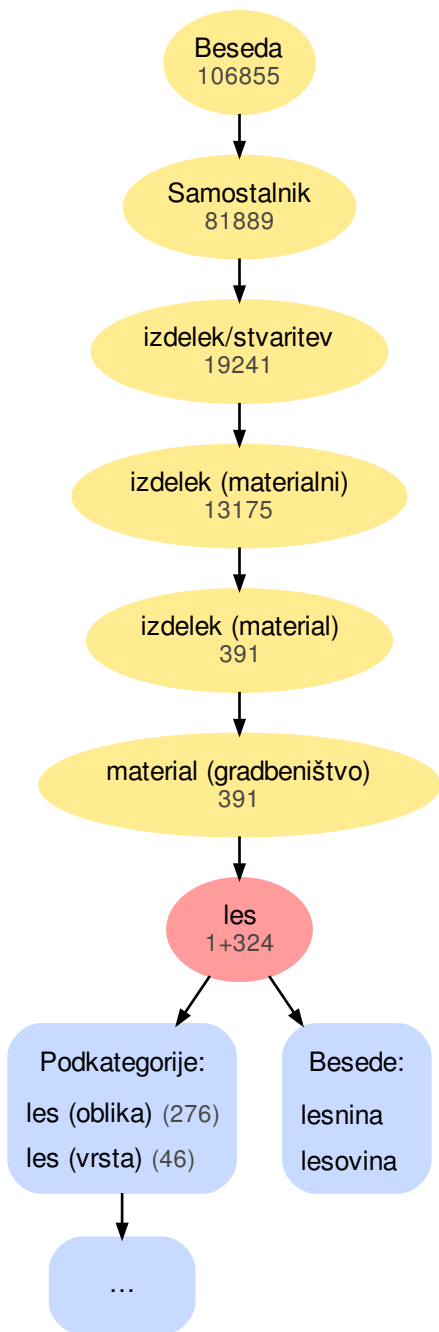 Beseda
106855
Samostalnik
81889
izdelek/stvaritev
19241
izdelek (materialni)
13175
izdelek (material)
391
material (gradbeništvo)
391
les
1+324
Podkategorije:
les (oblika) (276)
les (vrsta) (46)
Besede:
lesnina
lesovina
...